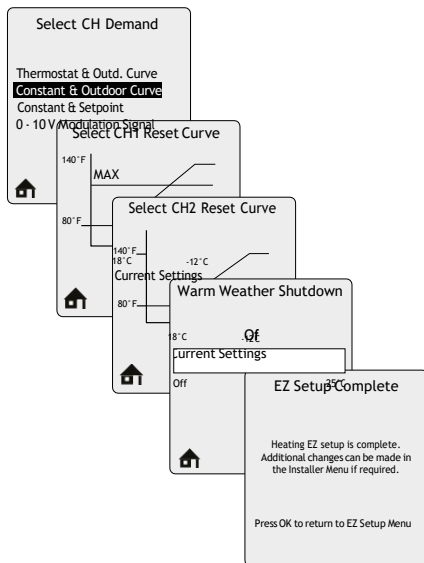 Select CH Demand
Thermostat & Outd. Curve
Constant & Outdoor Curve
Constant & Setpoint
0 - 10 V Modulation Signal
Select CH1 Reset Curve
140°F
MAX
80°F
18°C
-12°C
Current Settings
Select CH2 Reset Curve
140°F
80°F
18°C
-12C
Current Settings
Warm Weather Shutdown
Of
Off
25°C
EZ Setup Complete
Heating EZ setup is complete.
Additional changes can be made in
the Installer Menu if required.
Press OK to return to EZ Setup Menu